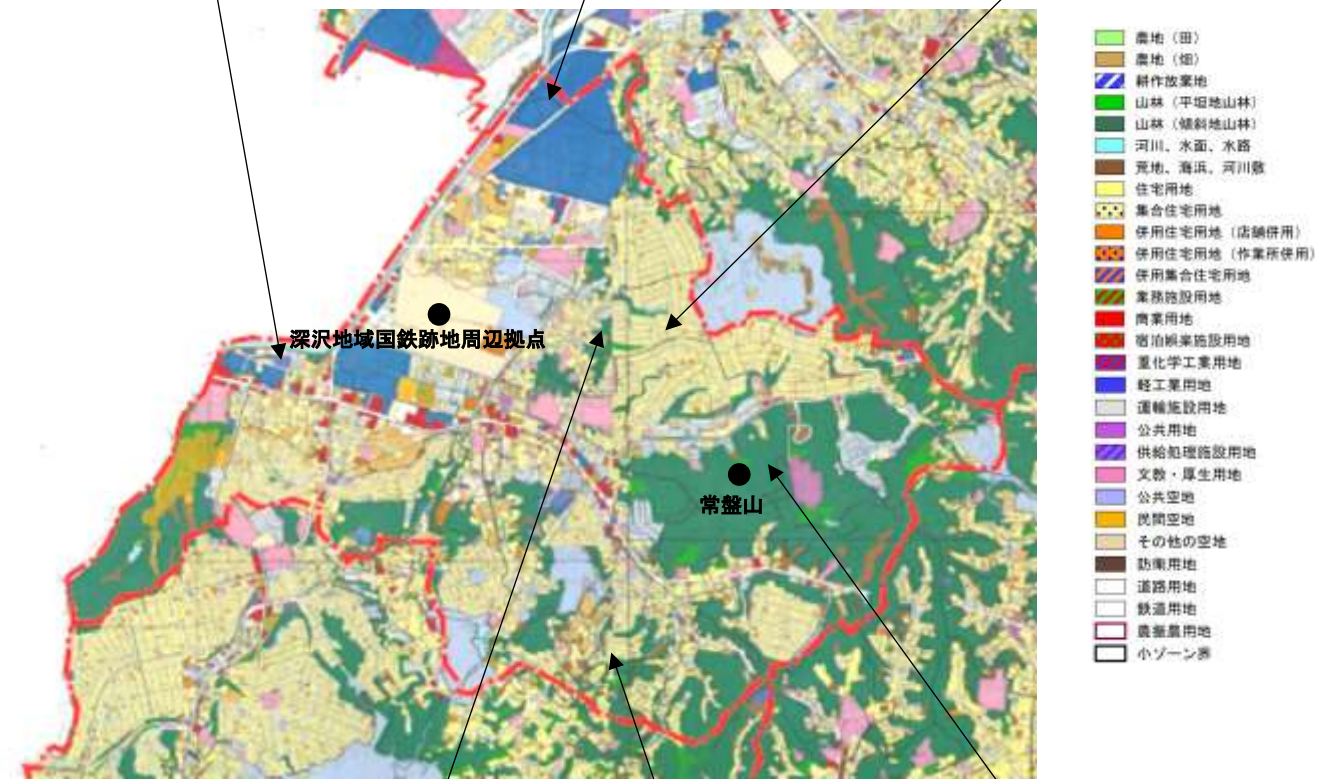 深沢地域国鉄跡地周辺拠点
常盤山
農地（田）
農地（畑）
耕作放棄地
山林（平坦地山林）
山林（傾斜地山林）
河川、水面、水路
荒地、海浜、河川敷
住宅用地
集合住宅用地
併用住宅用地（店舗併用）
併用住宅用地（作業所併用）
併用集合住宅用地
業務施設用地
商業用地
宿泊娯楽施設用地
重化学工業用地
軽工業用地
運輸施設用地
公共用地
供給処理施設用地
文教・厚生用地
公共空地
民間空地
その他の空地
防衛用地
道路用地
鉄道用地
農振農用地
小ゾーン界